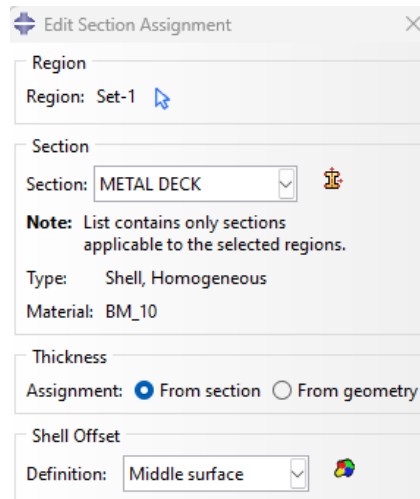 Edit Section Assignment
Region
Region: Set-1
Section
Section: METAL DECK
Note: List contains only sections
applicable to the selected regions.
Type: Shell, Homogeneous
Material: BM_10
Thickness
Assignment: From section From geometry
Shell Offset
Definition: Middle surface